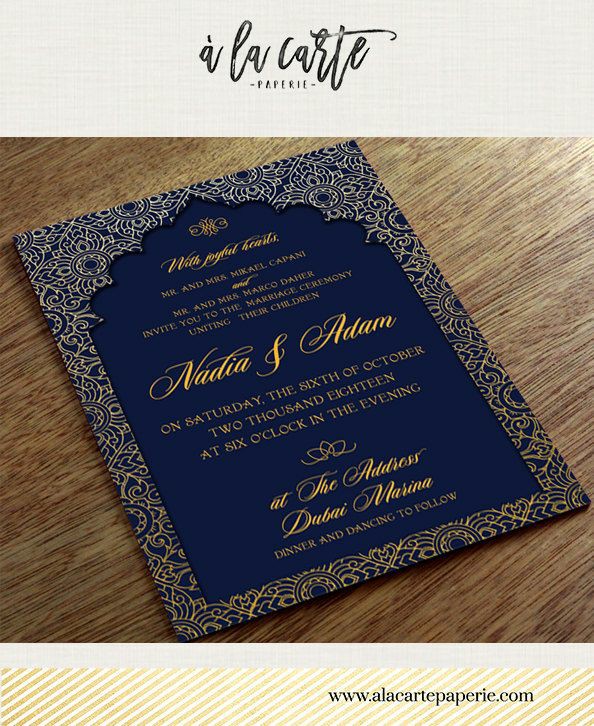 à la carte
-PAPERIE-
With joyful hearts,
MR. AND MRS. MIKAEL CAPANI
and
MR. AND MRS. MARCO DAHER
INVITE YOU TO THE MARRIAGE CEREMONY
UNITING THEIR CHILDREN
Nadia & Adam
ON SATURDAY, THE SIXTH OF OCTOBER
TWO THOUSAND EIGHTEEN
AT SIX O'CLOCK IN THE EVENING
at The Address
Dubai Marina
DINNER AND DANCING TO FOLLOW
www.alacartepaperie.com